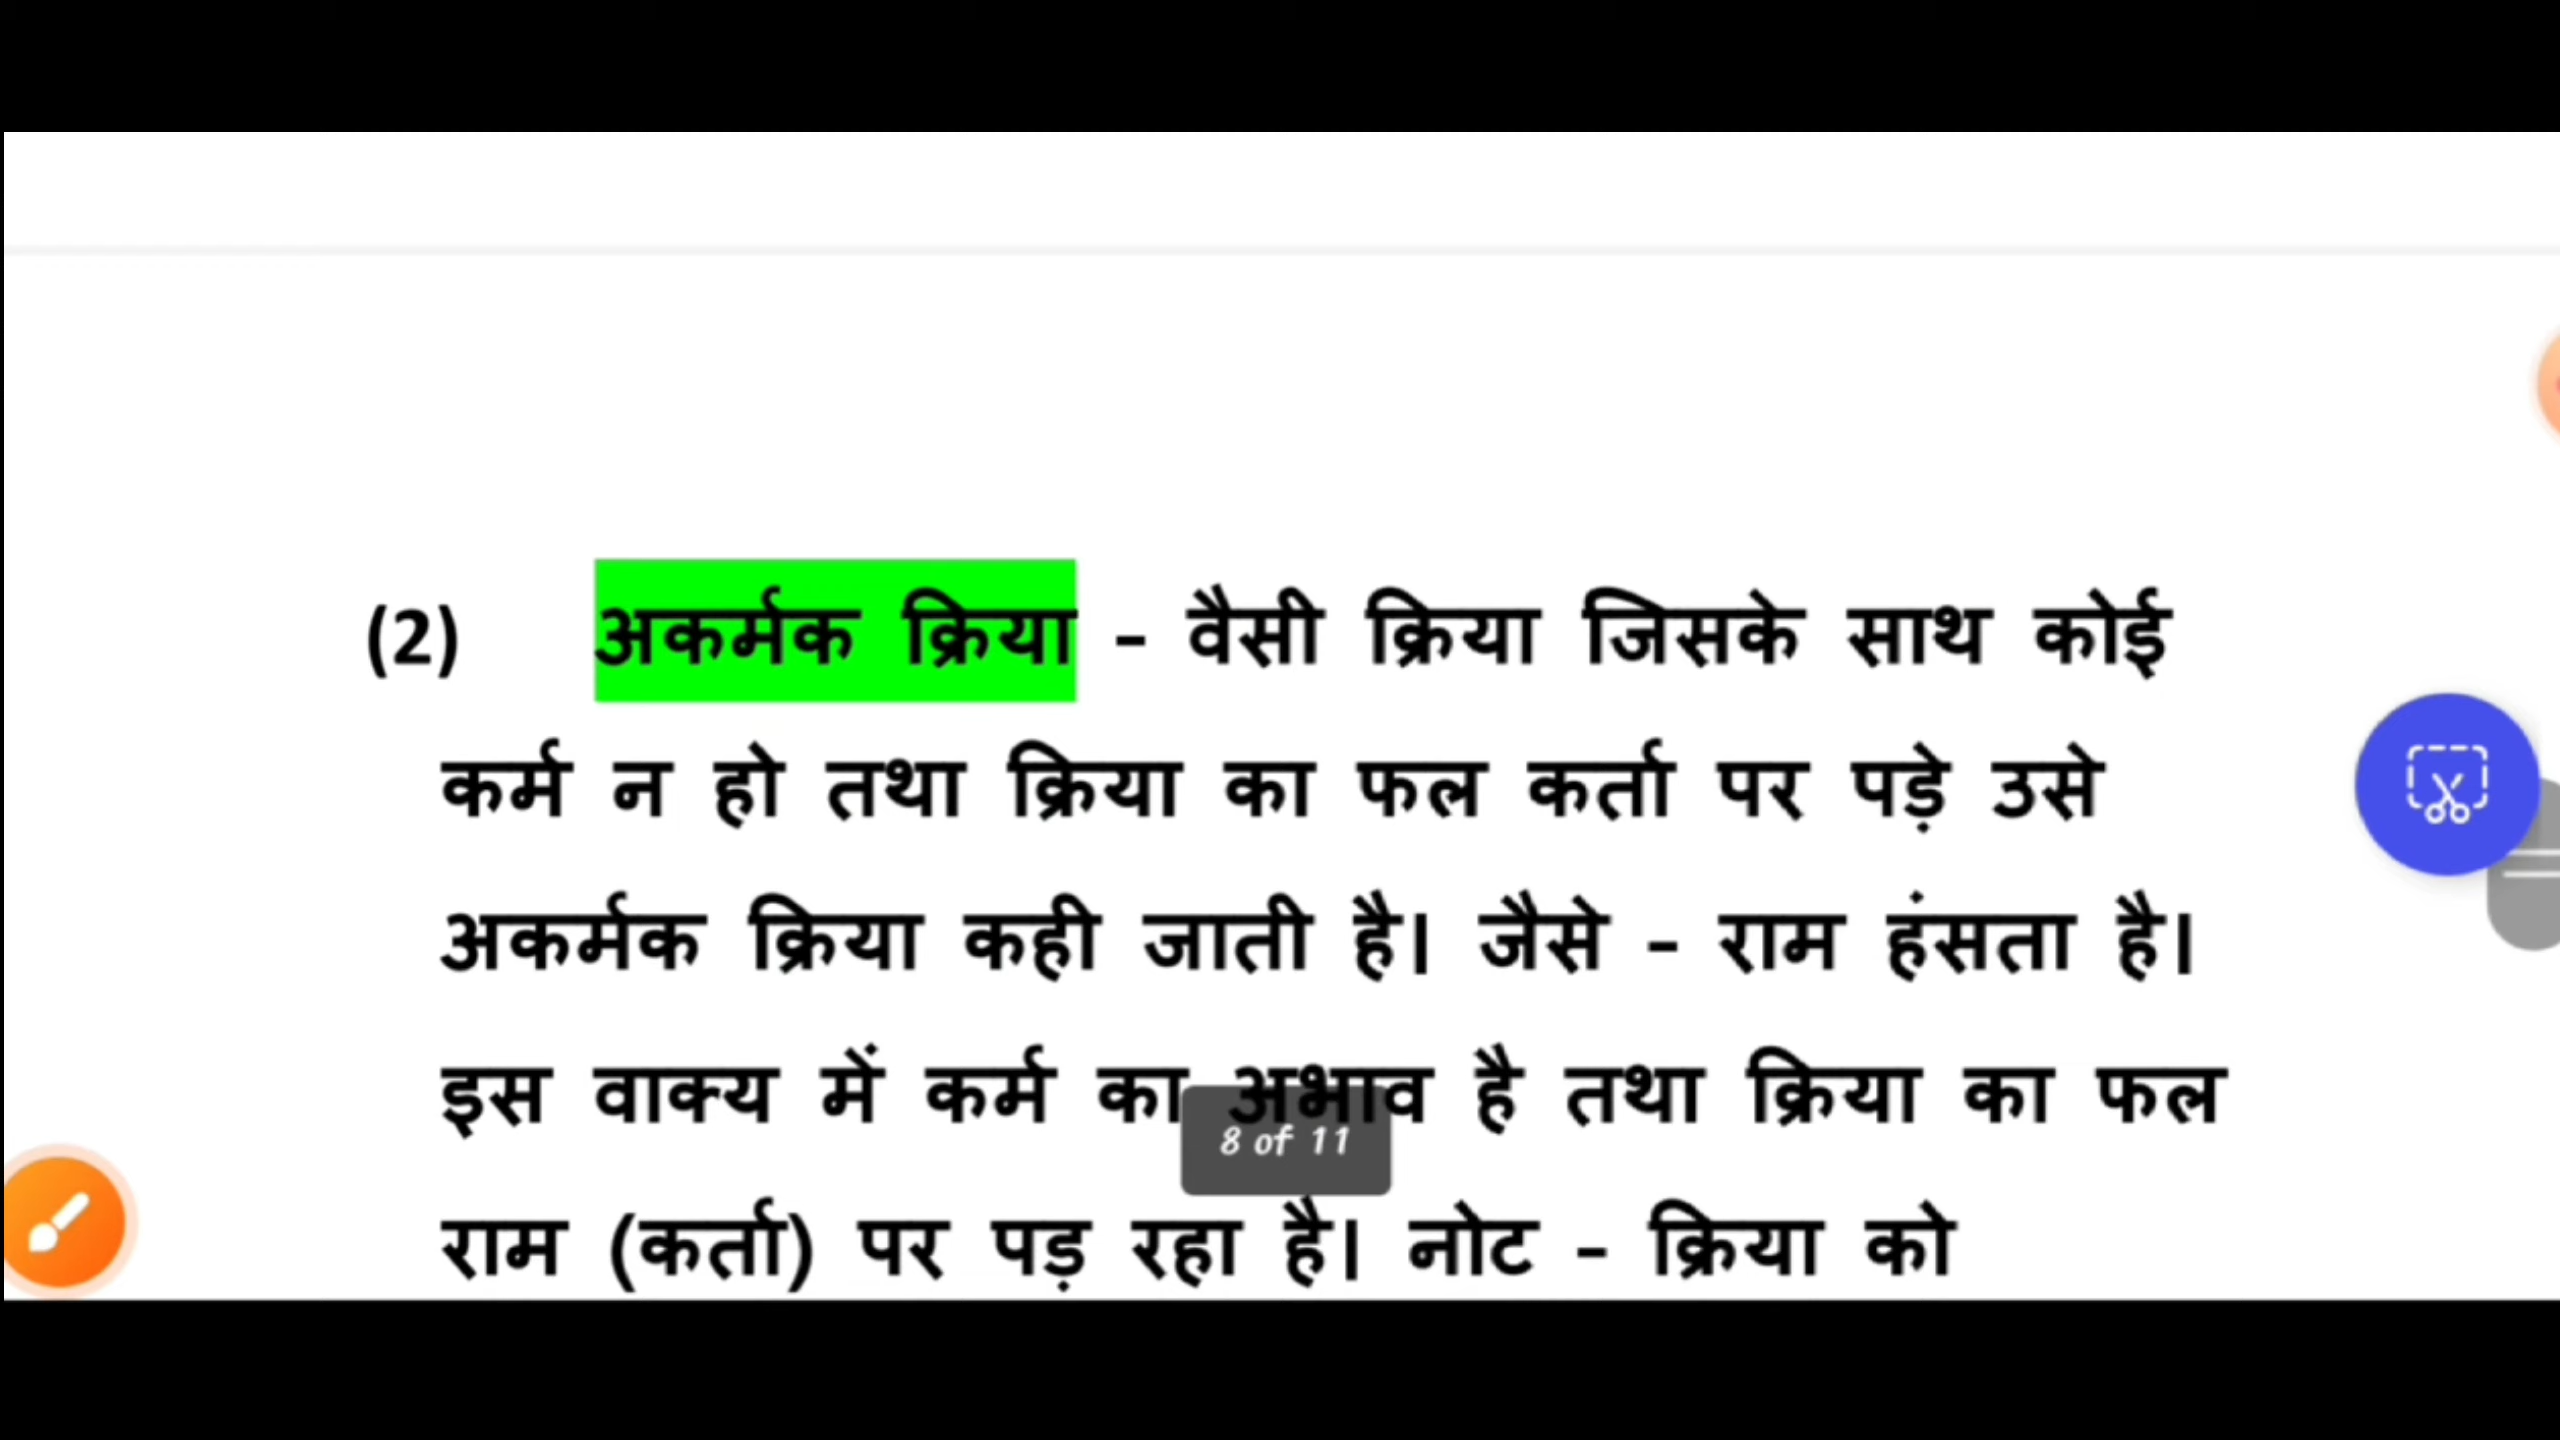 (2) अकर्मक क्रिया - वैसी क्रिया जिसके साथ कोई
कर्म न हो तथा क्रिया का फल कर्ता पर पड़े उसे
अकर्मक क्रिया कही जाती है। जैसे - राम हंसता है।
इस वाक्य में कर्म का अभाव है तथा क्रिया का फल
8 of 11
राम (कर्ता) पर पड़ रहा है। नोट - क्रिया को